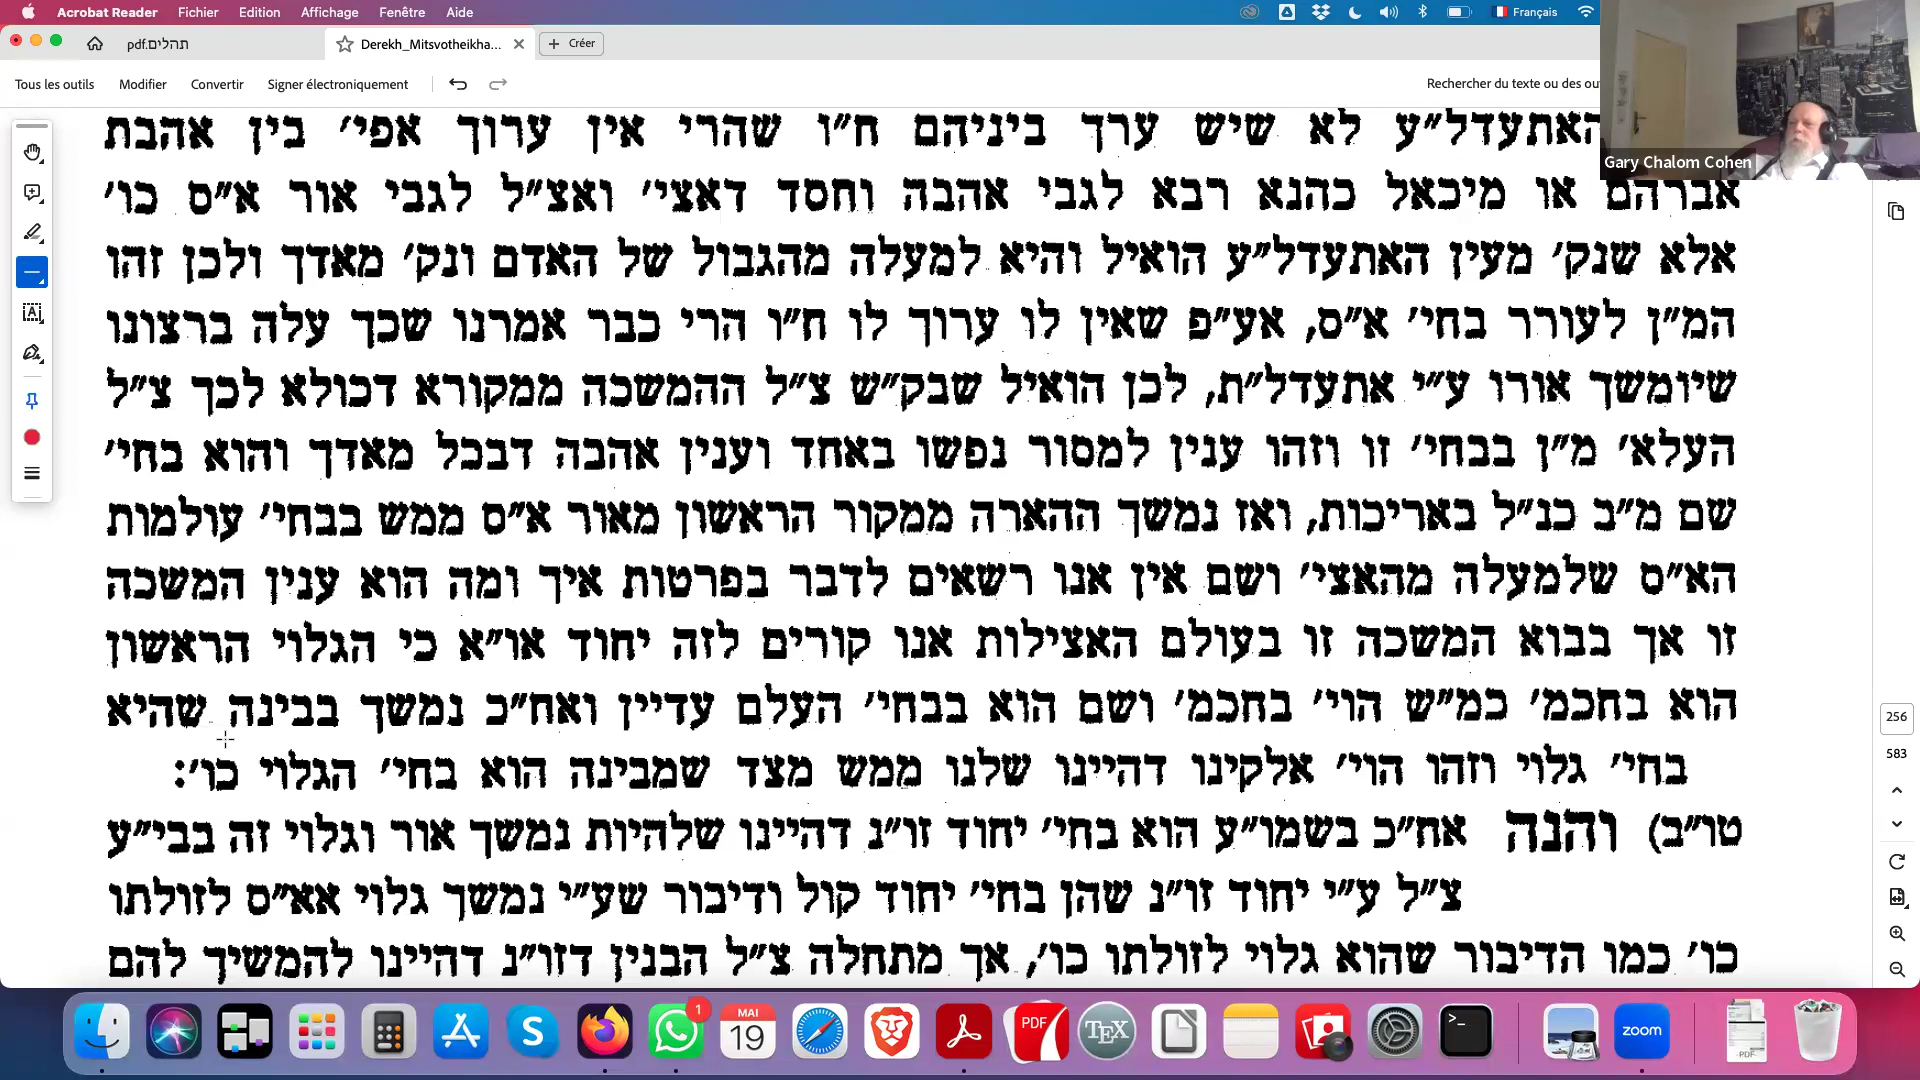 Acrobat Reader Fichier Edition Affichage Fenêtre Aide Français
תהלים.pdf Derekh_Mitsvotheikha... Créer
Tous les outils Modifier Convertir Signer électroniquement Rechercher du texte ou des ou
Gary Chalom Cohen
האתעדל״ע לא שיש ערך ביניהם ח״ו שהרי אין ערוך אפי׳ בין אהבת
אברהם או מיכאל כהנא רבא לגבי אהבה וחסד דאצי׳ ואצ״ל לגבי אור א״ס כו׳
אלא שנק׳ מעין האתעדל״ע הואיל והיא למעלה מהגבול של האדם ונק׳ מאדך ולכן זהו
המ״ן לעורר בחי׳ א״ס, אע״פ שאין לו ערוך לו ח״ו הרי כבר אמרנו שכך עלה ברצונו
שיומשך אורו ע״י אתעדל״ת, לכן הואיל שבק״ש צ״ל ההמשכה ממקורא דכולא לכך צ״ל
העלא׳ מ״ן בבחי׳ זו וזהו ענין למסור נפשו באחד וענין אהבה דבכל מאדך והוא בחי׳
שם מ״ב כנ״ל באריכות, ואז נמשך ההארה ממקור הראשון מאור א״ס ממש בבחי׳ עולמות
הא״ס שלמעלה מהאצי׳ ושם אין אנו רשאים לדבר בפרטות איך ומה הוא ענין המשכה
זו אך בבוא המשכה זו בעולם האצילות אנו קורים לזה יחוד או״א כי הגלוי הראשון
הוא בחכמ׳ כמ״ש הוי׳ בחכמ׳ ושם הוא בבחי׳ העלם עדיין ואח״כ נמשך בבינה שהיא
בחי׳ גלוי וזהו הוי׳ אלקינו דהיינו שלנו ממש מצד שמבינה הוא בחי׳ הגלוי כו׳:
טו״ב) והנה אח״כ בשמו״ע הוא בחי׳ יחוד זו״נ דהיינו שלהיות נמשך אור וגלוי זה בבי״ע
צ״ל ע״י יחוד זו״נ שהן בחי׳ יחוד קול ודיבור שע״י נמשך גלוי אא״ס לזולתו
כו׳ כמו הדיבור שהוא גלוי לזולתו כו׳, אך מתחלה צ״ל הבנין דזו״נ דהיינו להמשיך להם
256
583
1
MAI
19
PDF
TEX
zoom
PDF